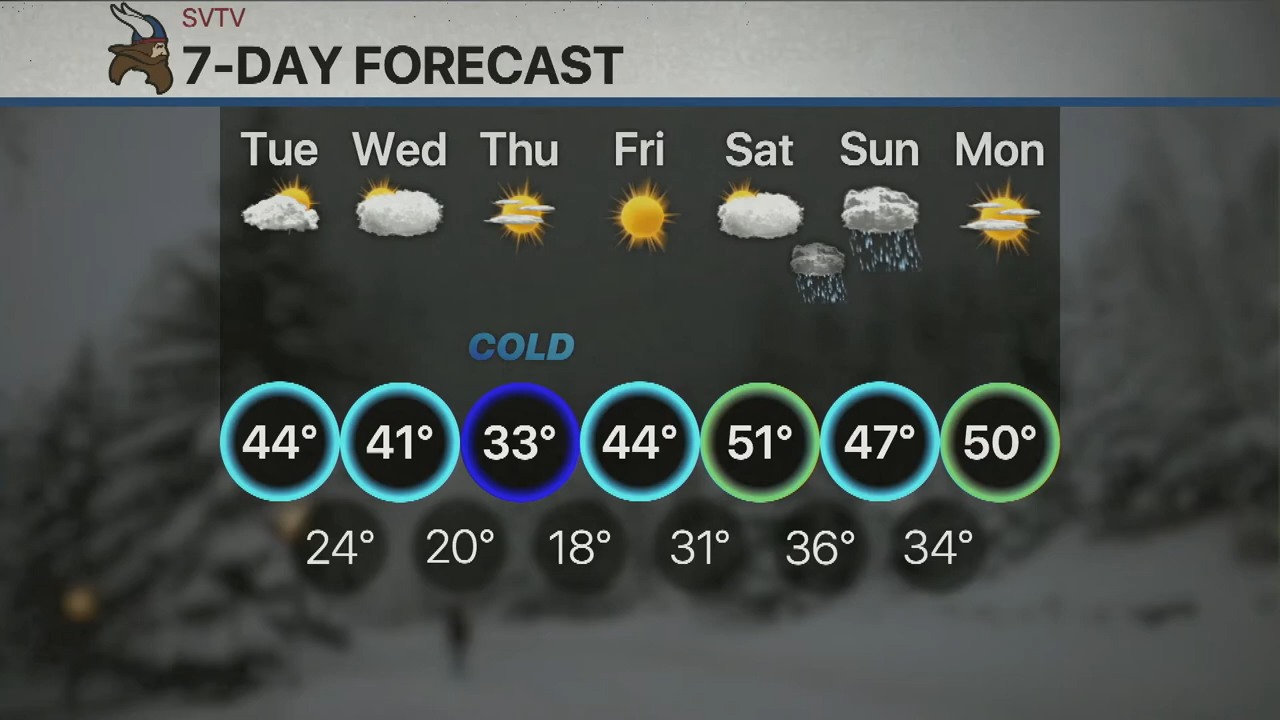 SVTV
7-DAY FORECAST
Tue Wed Thu Fri Sat Sun Mon
COLD
44° 41° 33° 44° 51° 47° 50°
24° 20° 18° 31° 36° 34°